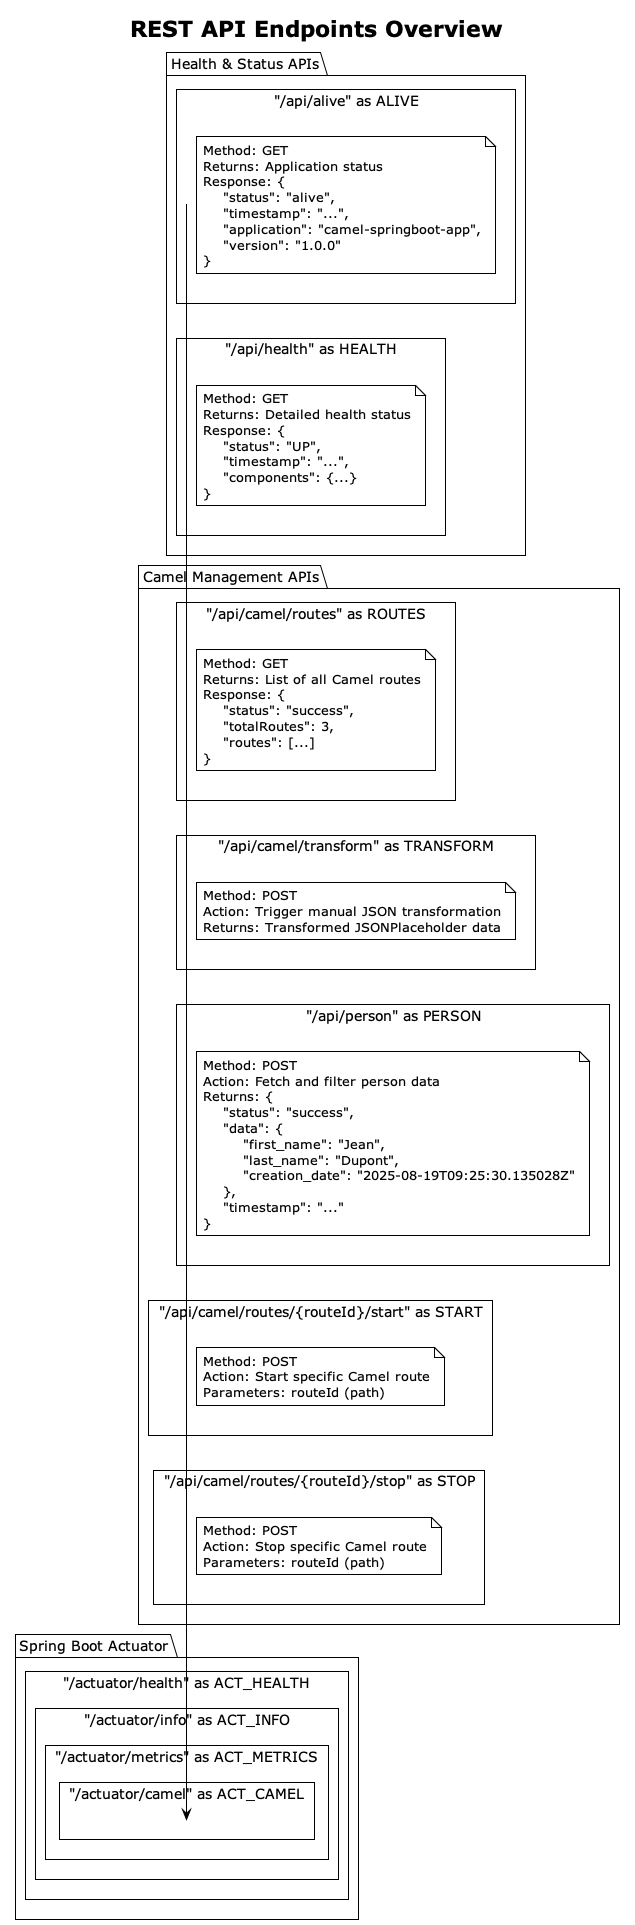 REST API Endpoints Overview
Health & Status APIs
"/api/alive" as ALIVE
Method: GET
Returns: Application status
Response: {
"status": "alive",
"timestamp": "...",
"application": "camel-springboot-app",
"version": "1.0.0"
}
"/api/health" as HEALTH
Method: GET
Returns: Detailed health status
Response: {
"status": "UP",
"timestamp": "...",
"components": {...}
}
Camel Management APIs
"/api/camel/routes" as ROUTES
Method: GET
Returns: List of all Camel routes
Response: {
"status": "success",
"totalRoutes": 3,
"routes": [...]
}
"/api/camel/transform" as TRANSFORM
Method: POST
Action: Trigger manual JSON transformation
Returns: Transformed JSONPlaceholder data
"/api/person" as PERSON
Method: POST
Action: Fetch and filter person data
Returns: {
"status": "success",
"data": {
"first_name": "Jean",
"last_name": "Dupont",
"creation_date": "2025-08-19T09:25:30.135028Z"
},
"timestamp": "..."
}
"/api/camel/routes/{routeId}/start" as START
Method: POST
Action: Start specific Camel route
Parameters: routeId (path)
"/api/camel/routes/{routeId}/stop" as STOP
Method: POST
Action: Stop specific Camel route
Parameters: routeId (path)
Spring Boot Actuator
"/actuator/health" as ACT_HEALTH
"/actuator/info" as ACT_INFO
"/actuator/metrics" as ACT_METRICS
"/actuator/camel" as ACT_CAMEL